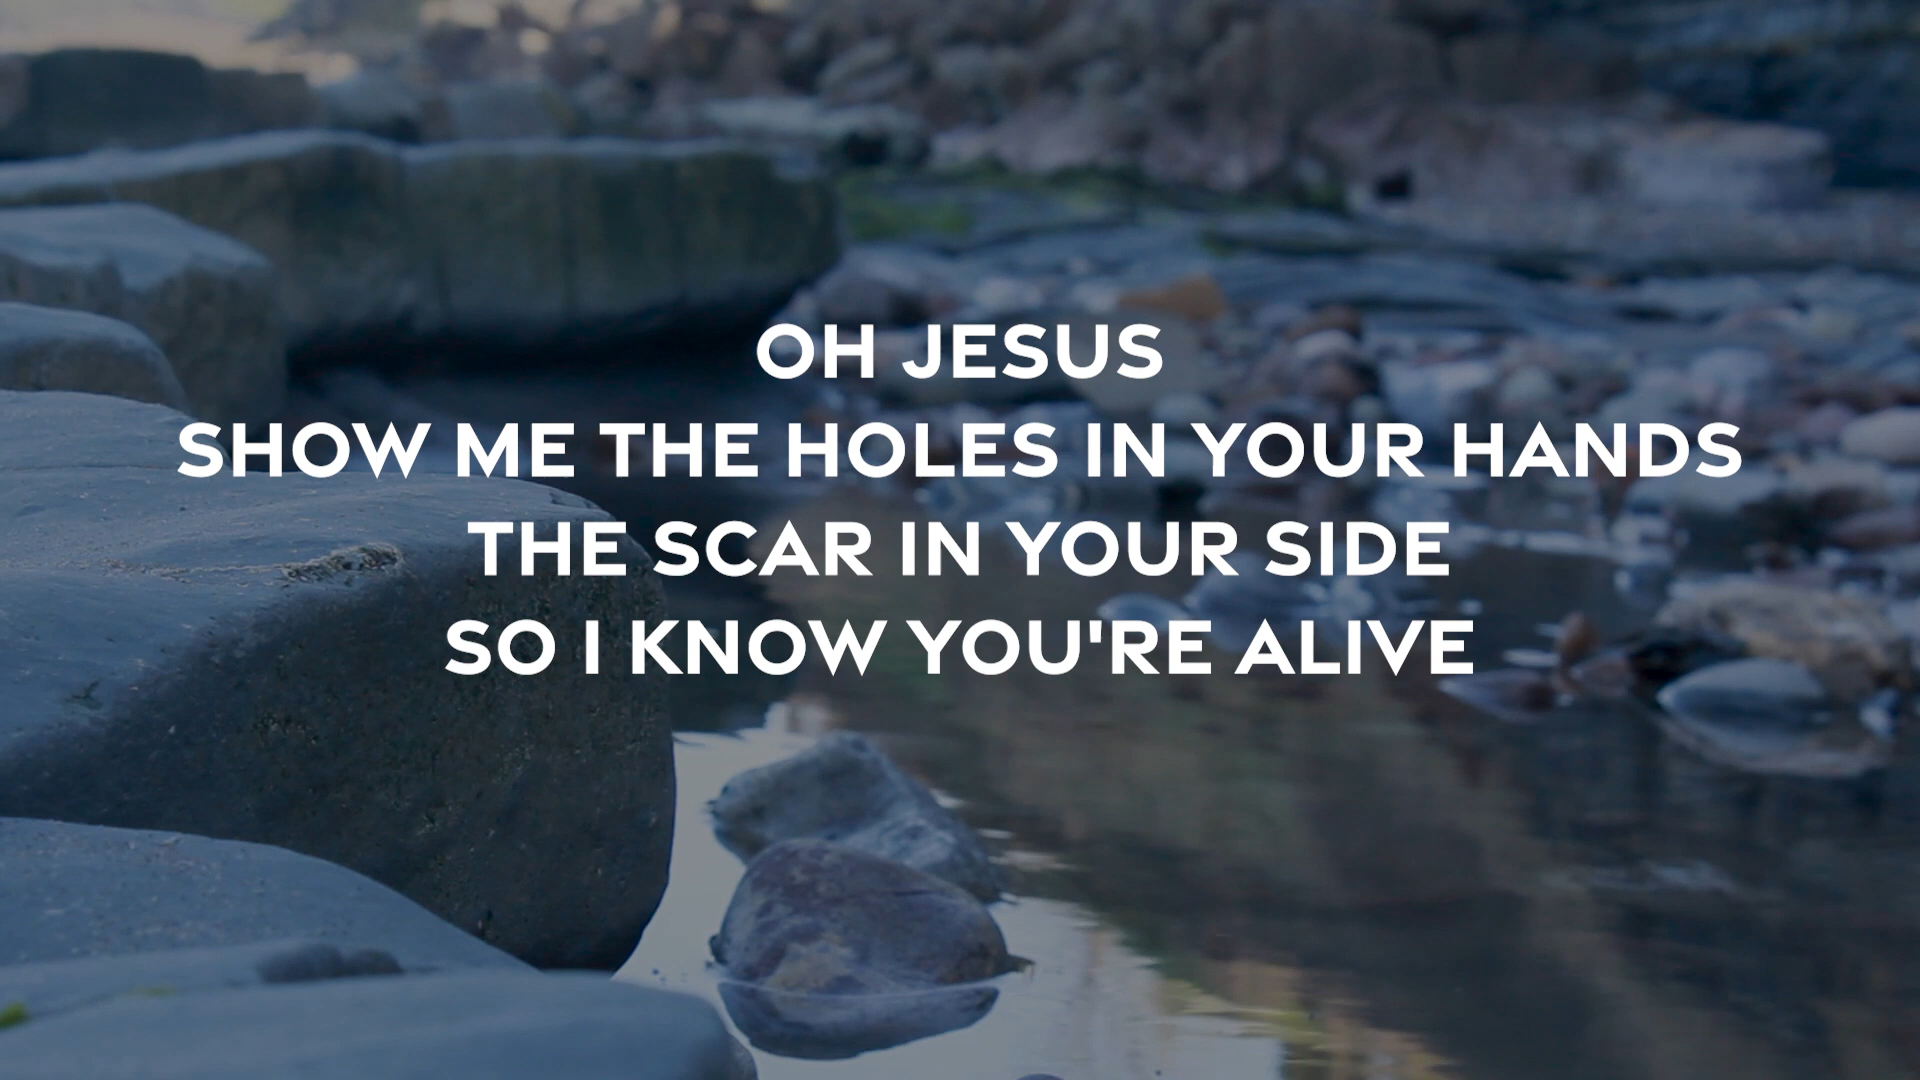 OH JESUS
SHOW ME THE HOLES IN YOUR HANDS
THE SCAR IN YOUR SIDE
SO I KNOW YOU'RE ALIVE